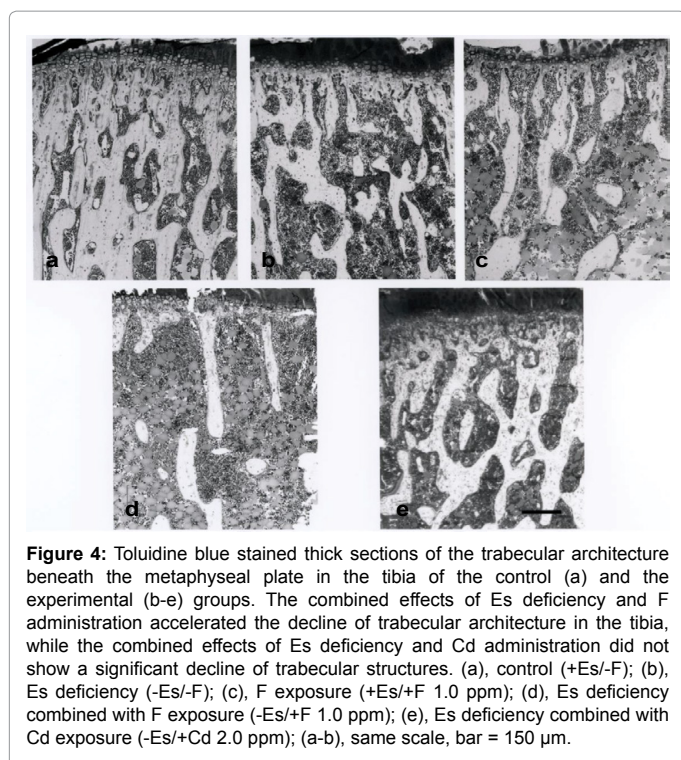 a
b
c
d
e
Figure 4: Toluidine blue stained thick sections of the trabecular architecture
beneath the metaphyseal plate in the tibia of the control (a) and the
experimental (b-e) groups. The combined effects of Es deficiency and F
administration accelerated the decline of trabecular architecture in the tibia,
while the combined effects of Es deficiency and Cd administration did not
show a significant decline of trabecular structures. (a), control (+Es/-F); (b),
Es deficiency (-Es/-F); (c), F exposure (+Es/+F 1.0 ppm); (d), Es deficiency
combined with F exposure (-Es/+F 1.0 ppm); (e), Es deficiency combined with
Cd exposure (-Es/+Cd 2.0 ppm); (a-b), same scale, bar = 150 µm.